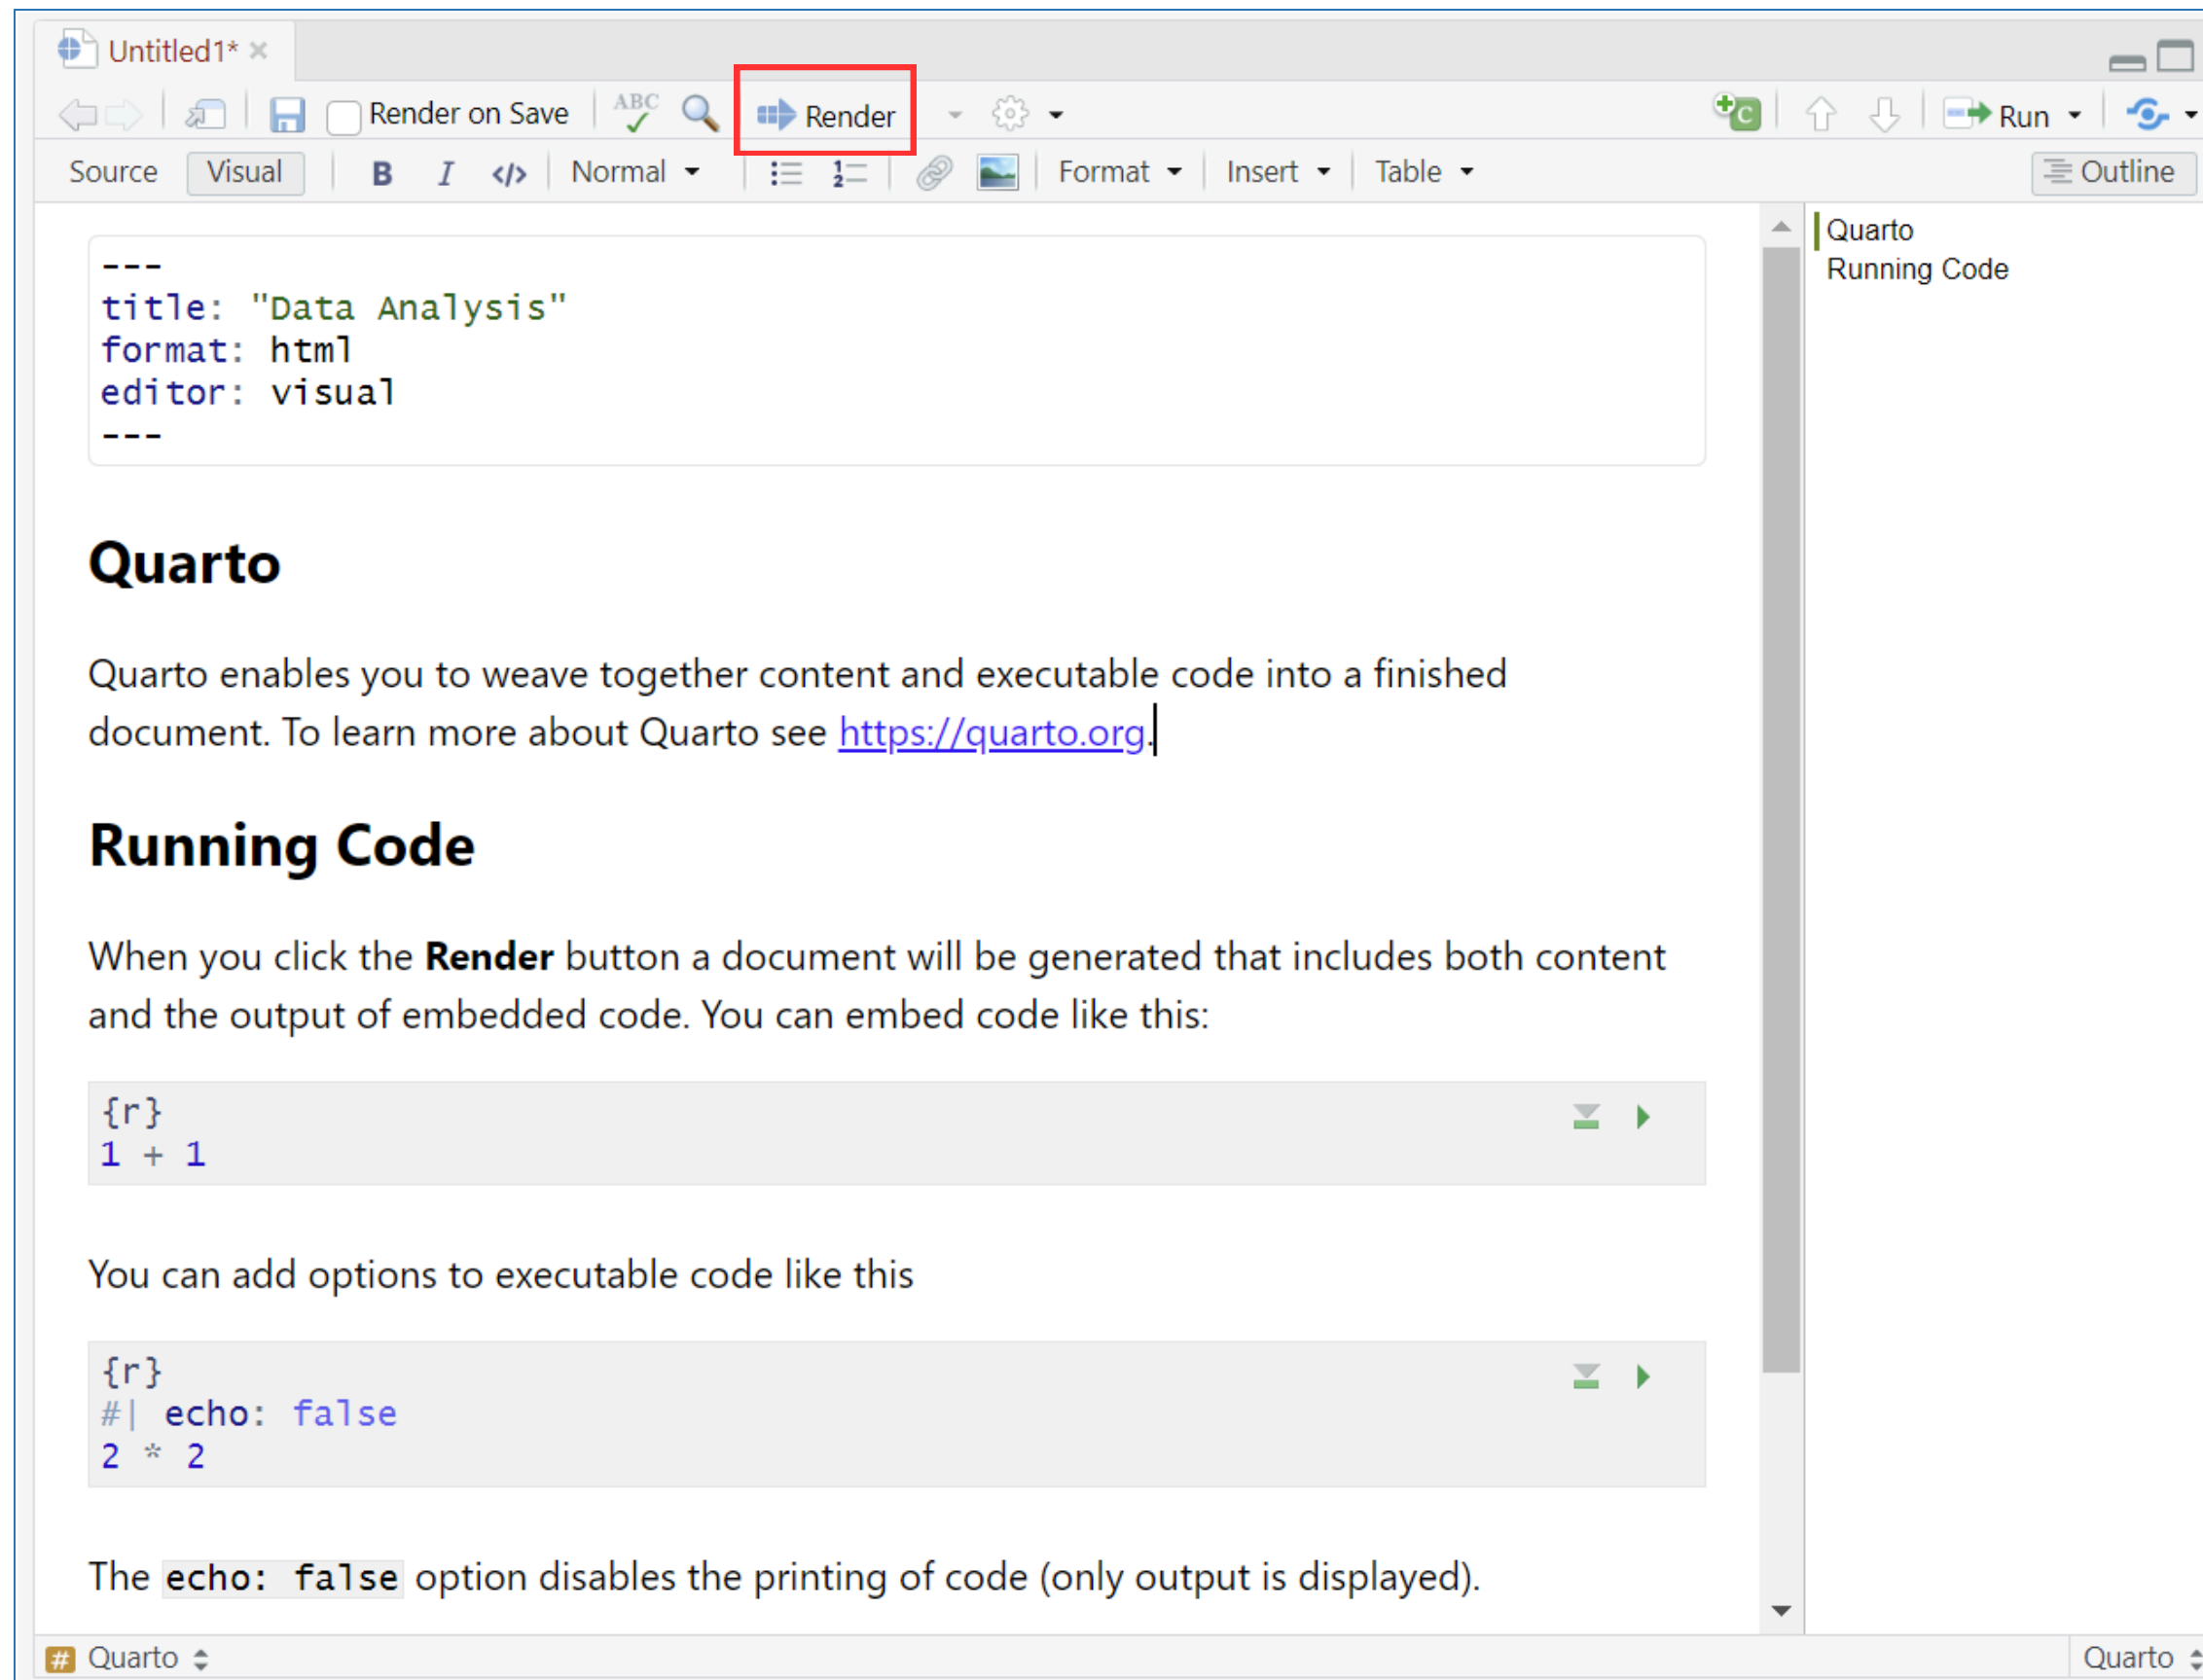 Untitled1*
Render on Save ABC Render Run
Source Visual B I </> Normal Format Insert Table Outline
---
title: "Data Analysis"
format: html
editor: visual
---
Quarto
Quarto enables you to weave together content and executable code into a finished
document. To learn more about Quarto see https://quarto.org.
Running Code
When you click the Render button a document will be generated that includes both content
and the output of embedded code. You can embed code like this:
{r}
1 + 1
You can add options to executable code like this
{r}
#| echo: false
2 * 2
The echo: false option disables the printing of code (only output is displayed).
Quarto
Running Code
# Quarto
Quarto